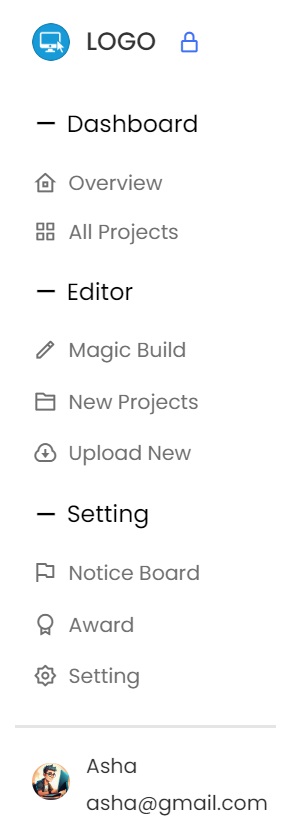 LOGO
— Dashboard
Overview
All Projects
— Editor
Magic Build
New Projects
Upload New
— Setting
Notice Board
Award
Setting
Asha
asha@gmail.com